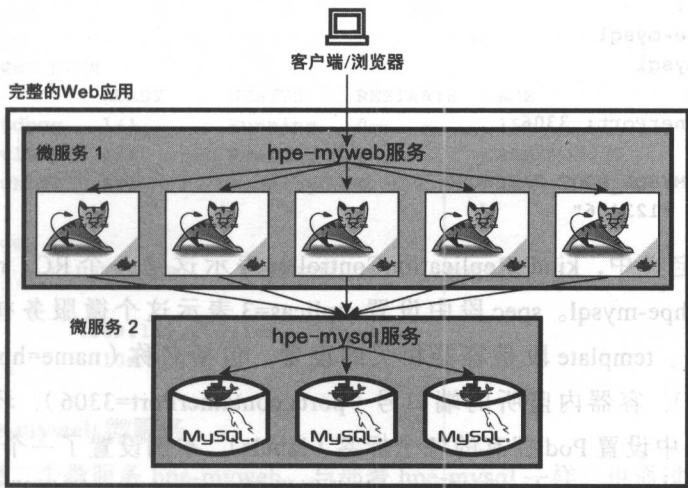 客户端/浏览器
完整的Web应用
微服务 1
hpe-myweb服务
微服务 2
hpe-mysql服务
MySQL.
MySQL.
MySQL.